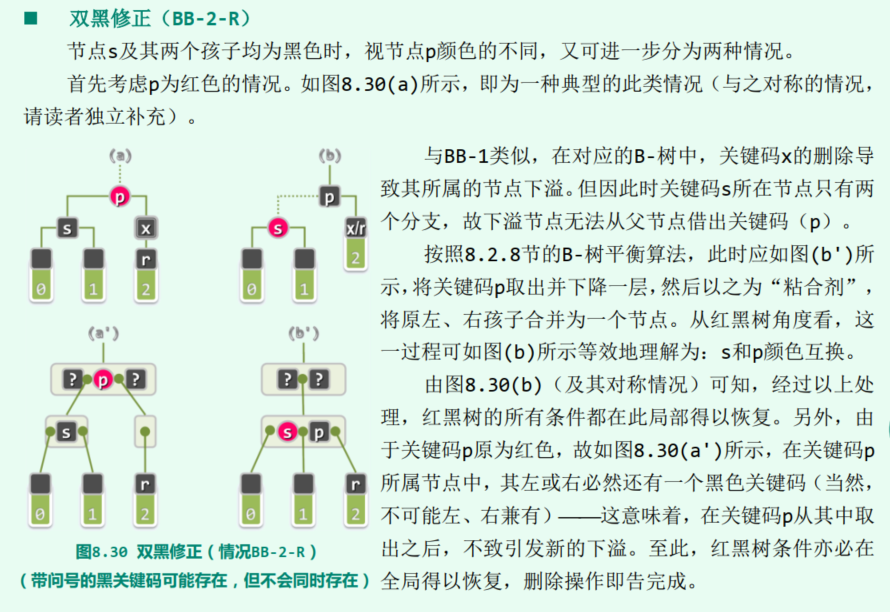 双黑修正（BB-2-R）
节点s及其两个孩子均为黑色时，视节点p颜色的不同，又可进一步分为两种情况。
首先考虑p为红色的情况。如图8.30(a)所示，即为一种典型的此类情况（与之对称的情况，
请读者独立补充）。
(a)
p
s
x
r
0
1
2
(b)
p
s
x/r
2
0
1
(a')
?
p
?
s
r
0
1
2
(b')
?
?
s
p
r
0
1
2
图8.30 双黑修正（情况BB-2-R）
（带问号的黑关键码可能存在，但不会同时存在）
与BB-1类似，在对应的B-树中，关键码x的删除导
致其所属的节点下溢。但因此时关键码s所在节点只有两
个分支，故下溢节点无法从父节点借出关键码（p）。
按照8.2.8节的B-树平衡算法，此时应如图(b')所
示，将关键码p取出并下降一层，然后以之为“粘合剂”，
将原左、右孩子合并为一个节点。从红黑树角度看，这
一过程可如图(b)所示等效地理解为：s和p颜色互换。
由图8.30(b)（及其对称情况）可知，经过以上处
理，红黑树的所有条件都在此局部得以恢复。另外，由
于关键码p原为红色，故如图8.30(a')所示，在关键码p
所属节点中，其左或右必然还有一个黑色关键码（当然，
不可能左、右兼有）——这意味着，在关键码p从其中取
出之后，不致引发新的下溢。至此，红黑树条件亦必在
全局得以恢复，删除操作即告完成。